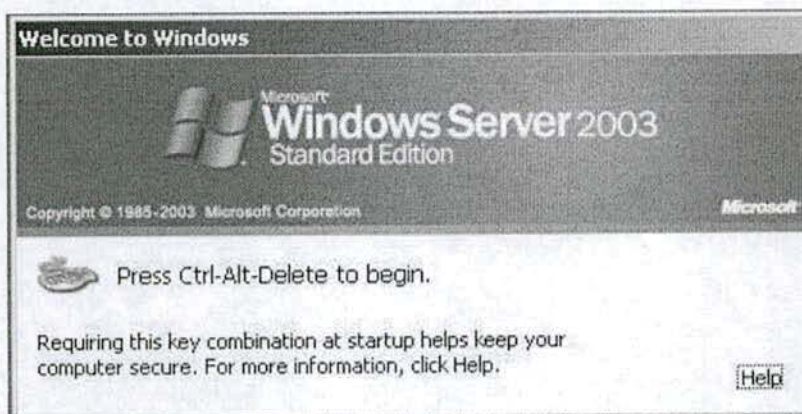 Welcome to Windows
Microsoft
Windows Server 2003
Standard Edition
Copyright © 1985-2003 Microsoft Corporation
Microsoft
Press Ctrl-Alt-Delete to begin.
Requiring this key combination at startup helps keep your
computer secure. For more information, click Help.
Help